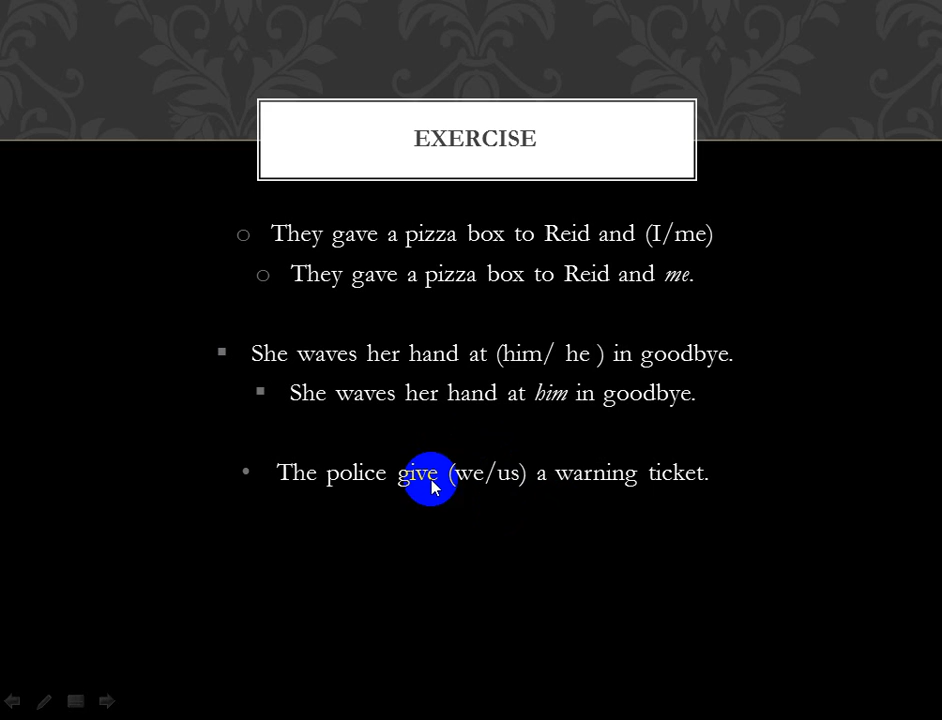 EXERCISE
They gave a pizza box to Reid and (I/me)
They gave a pizza box to Reid and me.
She waves her hand at (him/ he ) in goodbye.
She waves her hand at him in goodbye.
The police give (we/us) a warning ticket.